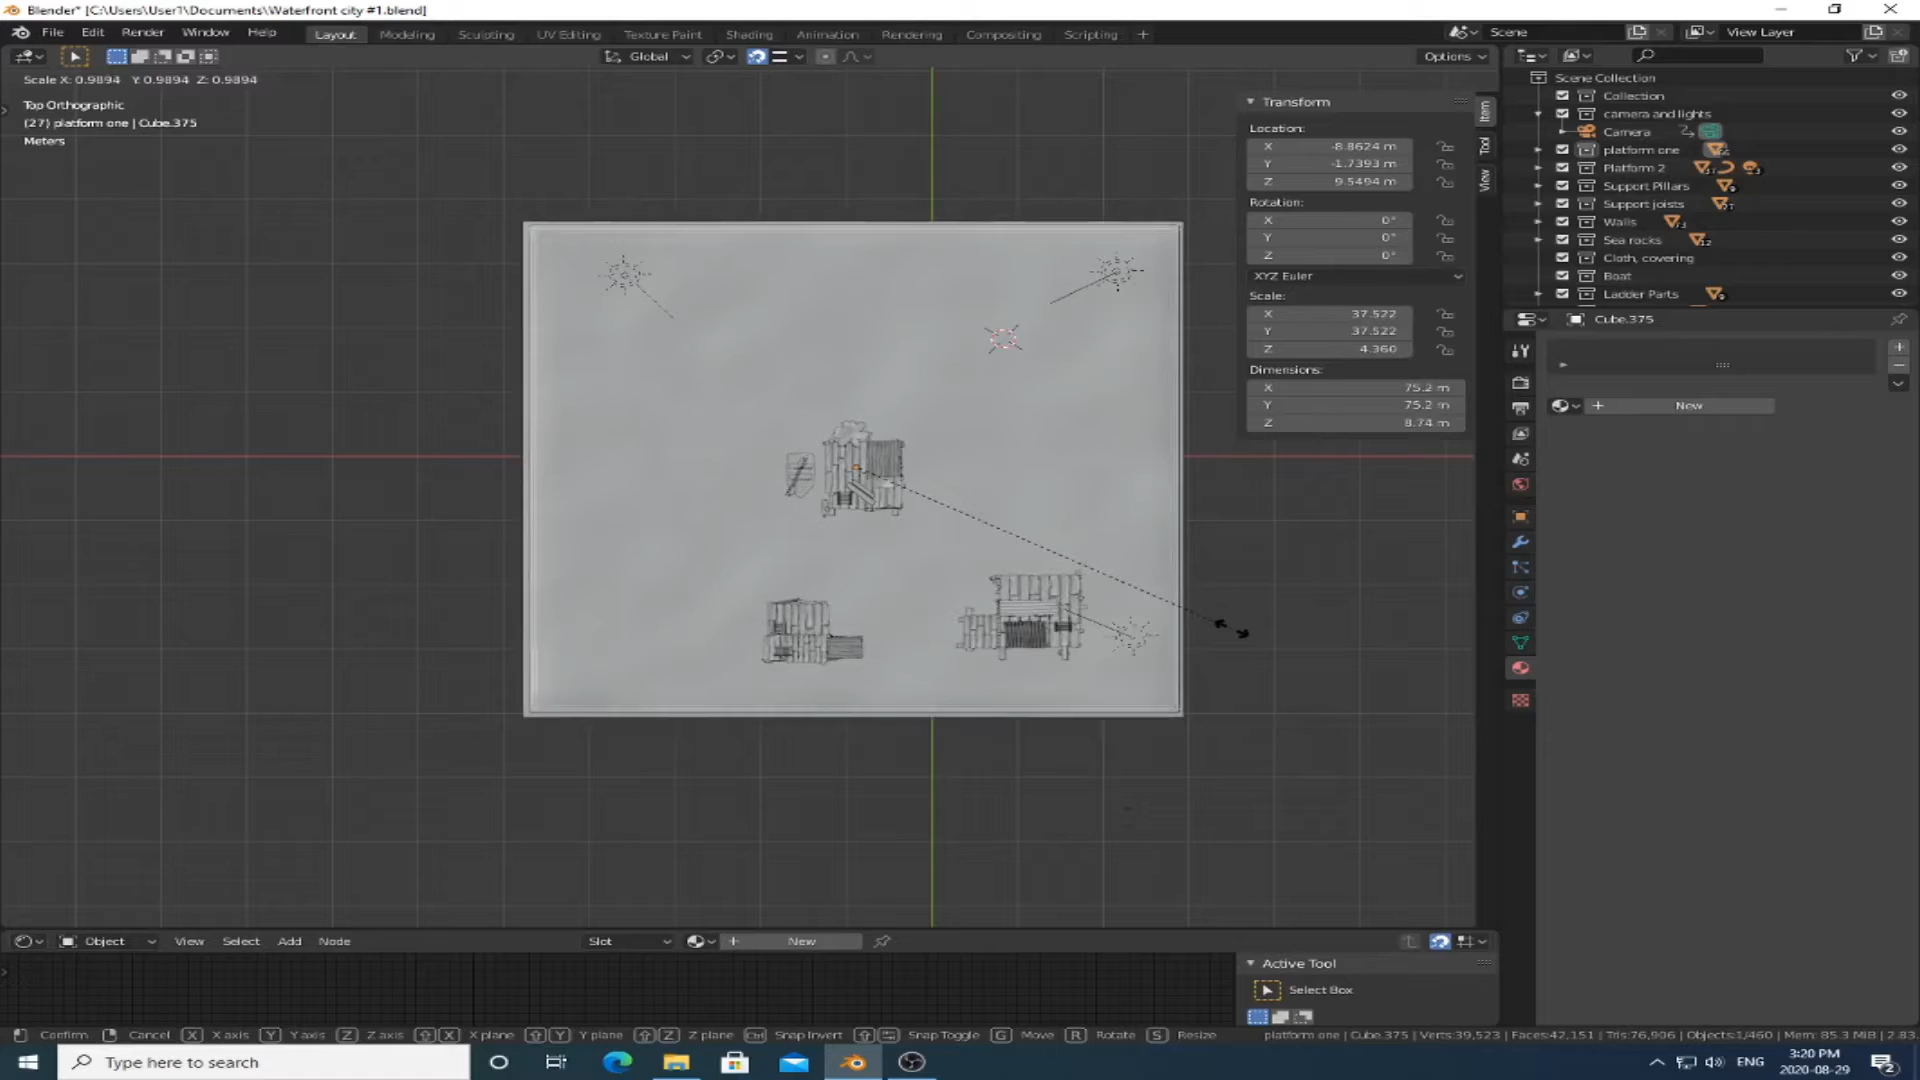 Blender* [C:\Users\User1\Documents\Waterfront city #1.blend]
File Edit Render Window Help
Layout Modeling Sculpting UV Editing Texture Paint Shading Animation Rendering Compositing Scripting +
Scene
View Layer
Global
Options
Scale X: 0.9894 Y: 0.9894 Z: 0.9894
Top Orthographic
(27) platform one | Cube.375
Meters
Transform
Location:
X -8.8624 m
Y -1.7393 m
Z 9.5494 m
Rotation:
X 0°
Y 0°
Z 0°
XYZ Euler
Scale:
X 37.522
Y 37.522
Z 4.360
Dimensions:
X 75.2 m
Y 75.2 m
Z 8.74 m
Item
Tool
View
Scene Collection
Collection
camera and lights
Camera
platform one
Platform 2
Support Pillars
Support joists
Walls
Sea rocks
Cloth, covering
Boat
Ladder Parts
Cube.375
+ New
Object View Select Add Node
Slot
+ New
Active Tool
Select Box
Confirm Cancel X X axis Y Y axis Z Z axis X X plane Y Y plane Z Z plane Ctrl Snap Invert Snap Toggle G Move R Rotate S Resize
platform one | Cube.375 | Verts:39,523 | Faces:42,151 | Tris:76,906 | Objects:1/460 | Mem: 85.3 MiB | 2.83.
Type here to search
ENG
3:20 PM
2020-08-29
2